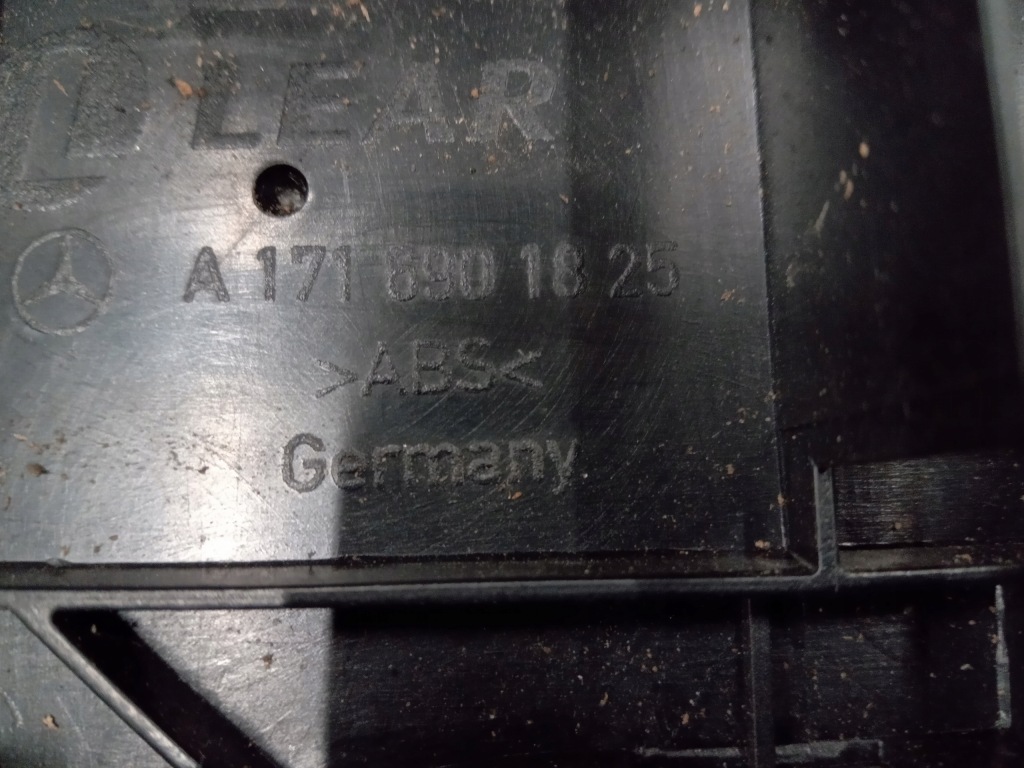 LEAR
A 171 690 18 25
>ABS<
Germany